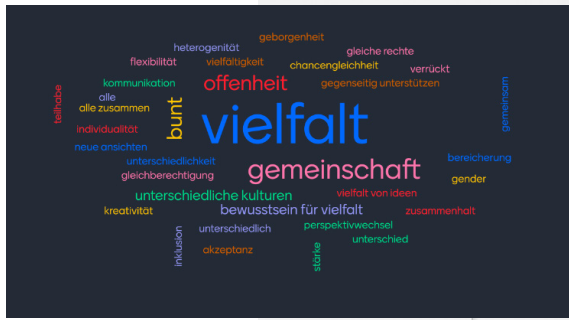 geborgenheit
heterogenität
gleiche rechte
flexibilität
vielfältigkeit
chancengleichheit
verrückt
kommunikation
offenheit
gegenseitig unterstützen
teilhabe
alle
gemeinsam
alle zusammen
bunt
vielfalt
individualität
neue ansichten
unterschiedlichkeit
gemeinschaft
bereicherung
gleichberechtigung
gender
unterschiedliche kulturen
vielfalt von ideen
kreativität
bewusstsein für vielfalt
zusammenhalt
inklusion
unterschiedlich
perspektivwechsel
unterschied
akzeptanz
stärke